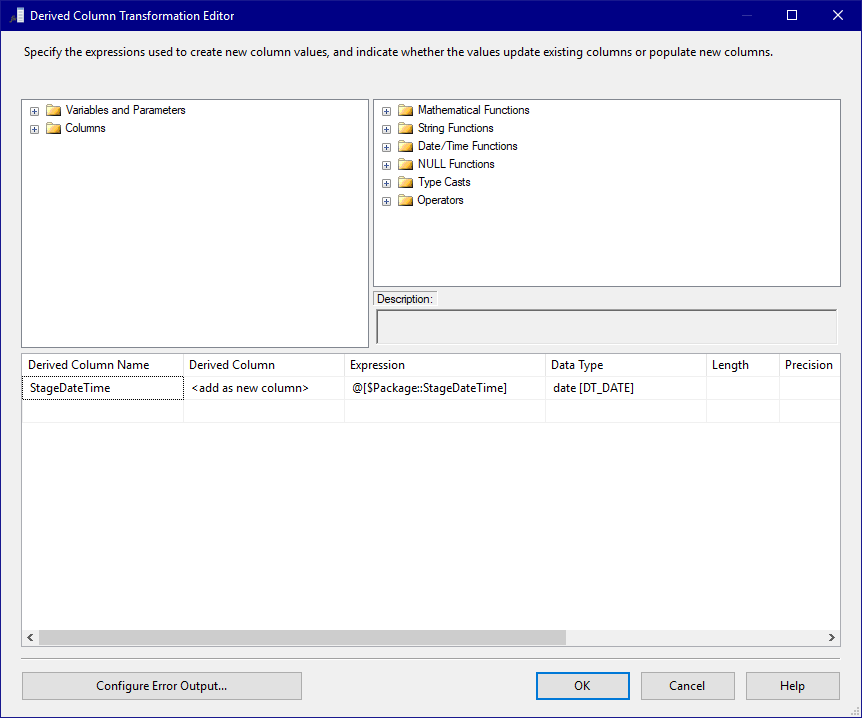 Derived Column Transformation Editor
Specify the expressions used to create new column values, and indicate whether the values update existing columns or populate new columns.
Variables and Parameters
Columns
Mathematical Functions
String Functions
Date/Time Functions
NULL Functions
Type Casts
Operators
Description:
Derived Column Name Derived Column Expression Data Type Length Precision
StageDateTime <add as new column> @[$Package::StageDateTime] date [DT_DATE]
Configure Error Output... OK Cancel Help